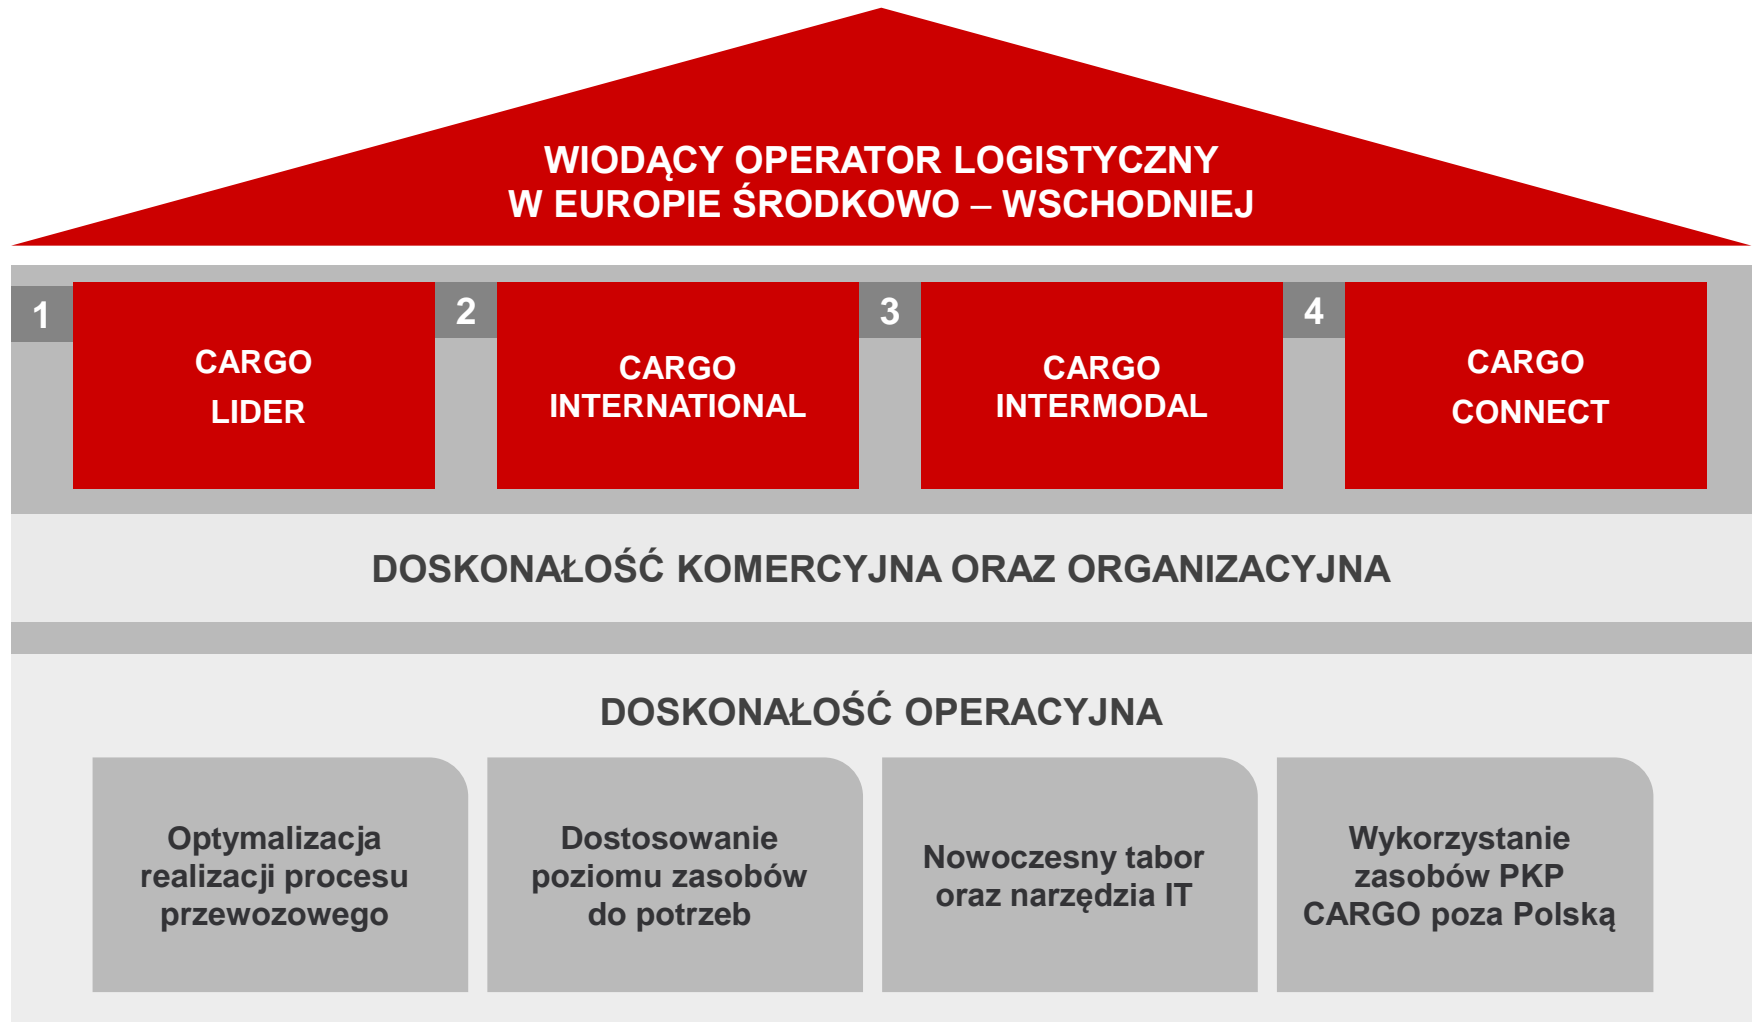 WIODĄCY OPERATOR LOGISTYCZNY
W EUROPIE ŚRODKOWO – WSCHODNIEJ
1
CARGO
LIDER
2
CARGO
INTERNATIONAL
3
CARGO
INTERMODAL
4
CARGO
CONNECT
DOSKONAŁOŚĆ KOMERCYJNA ORAZ ORGANIZACYJNA
DOSKONAŁOŚĆ OPERACYJNA
Optymalizacja
realizacji procesu
przewozowego
Dostosowanie
poziomu zasobów
do potrzeb
Nowoczesny tabor
oraz narzędzia IT
Wykorzystanie
zasobów PKP
CARGO poza Polską